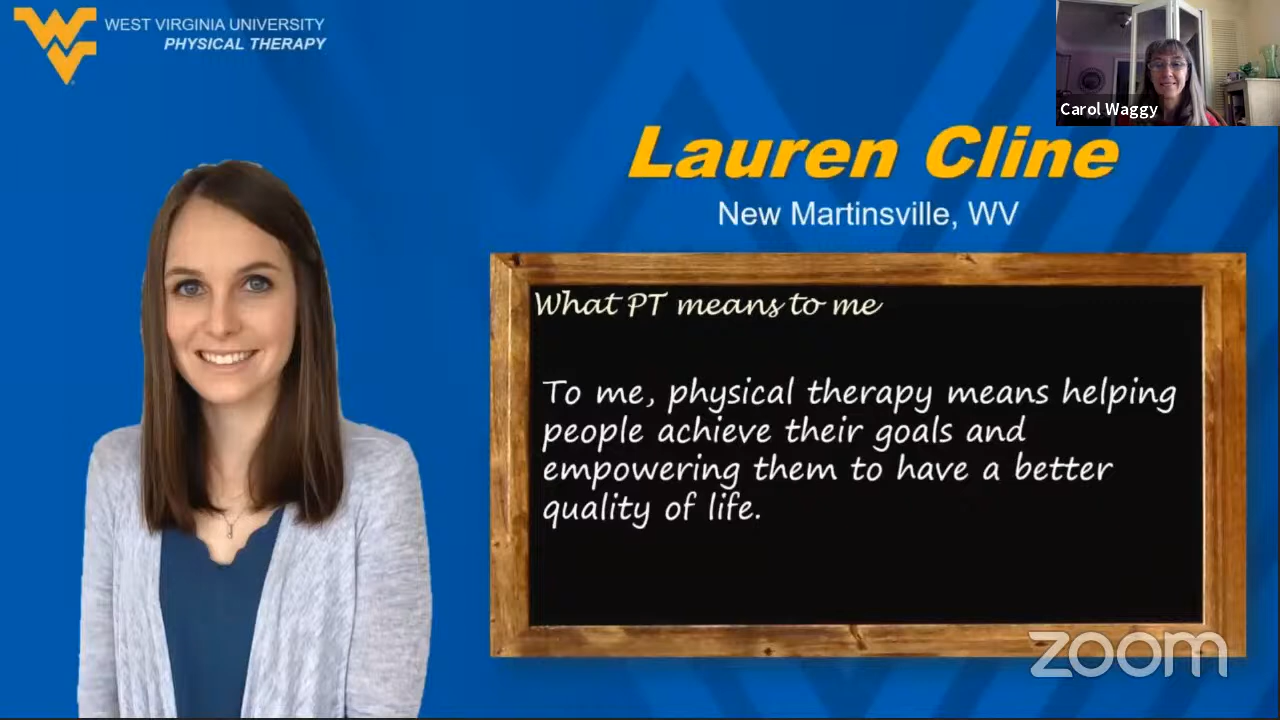 WEST VIRGINIA UNIVERSITY
PHYSICAL THERAPY
Carol Waggy
Lauren Cline
New Martinsville, WV
What PT means to me
To me, physical therapy means helping
people achieve their goals and
empowering them to have a better
quality of life.
zoom